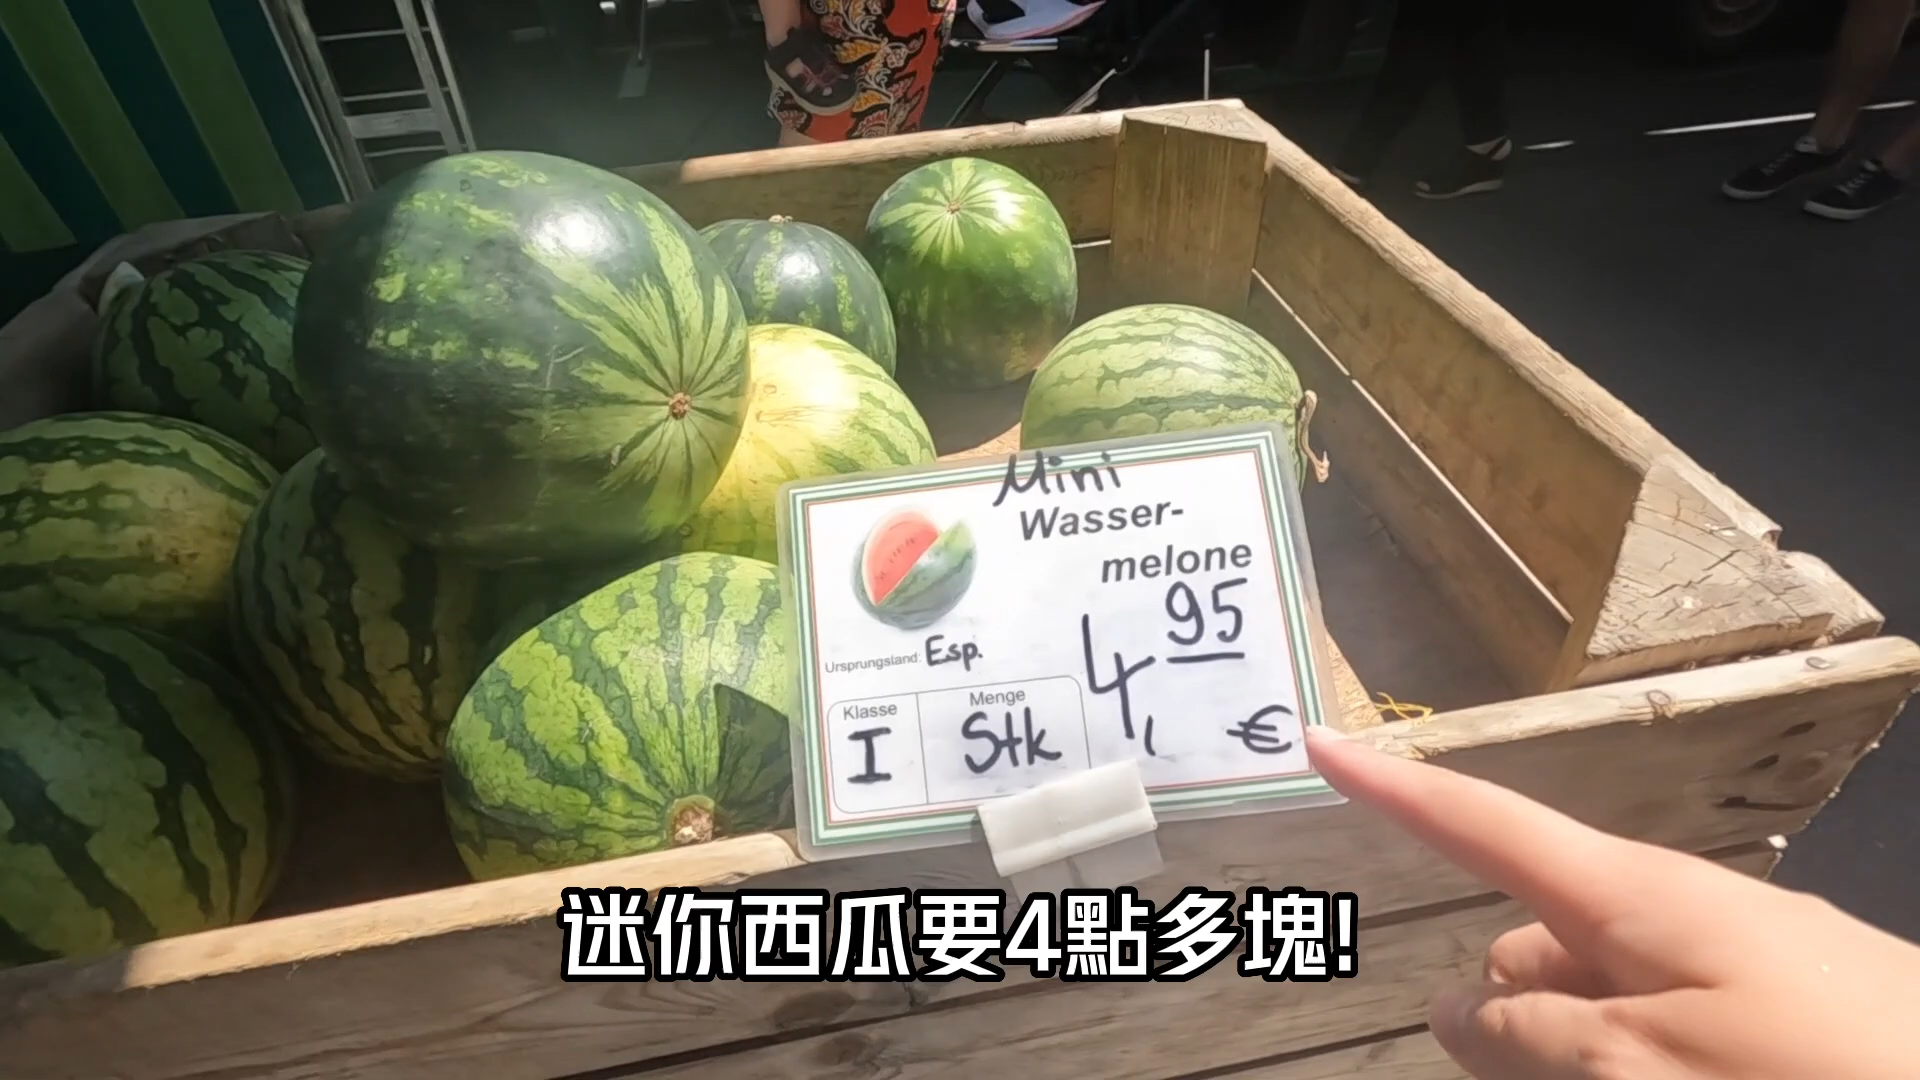 Mini
Wasser-
melone
4,95 €
Ursprungsland: Esp.
Klasse
I
Menge
Stk
迷你西瓜要4點多塊!